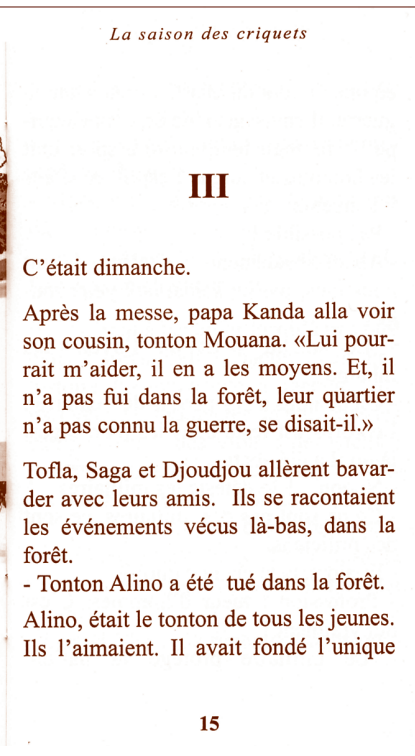 La saison des criquets
III
C'était dimanche.
Après la messe, papa Kanda alla voir
son cousin, tonton Mouana. «Lui pour-
rait m'aider, il en a les moyens. Et, il
n'a pas fui dans la forêt, leur quartier
n'a pas connu la guerre, se disait-il.»
Tofla, Saga et Djoudjou allèrent bavar-
der avec leurs amis. Ils se racontaient
les événements vécus là-bas, dans la
forêt.
- Tonton Alino a été tué dans la forêt.
Alino, était le tonton de tous les jeunes.
Ils l'aimaient. Il avait fondé l'unique
15